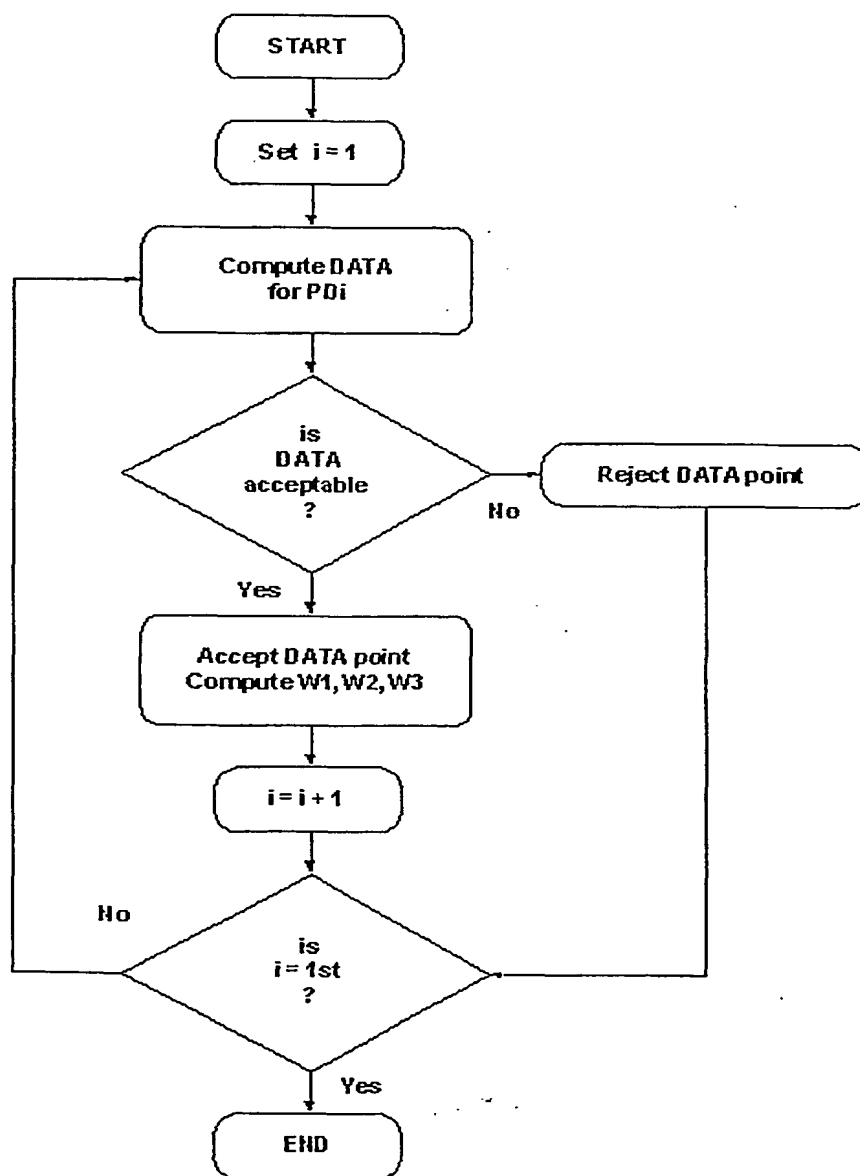 START
Set i = 1
Compute DATA
for PDi
is
DATA
acceptable
?
No
Reject DATA point
Yes
Accept DATA point
Compute W1, W2, W3
i = i + 1
No
is
i = 1st
?
Yes
END